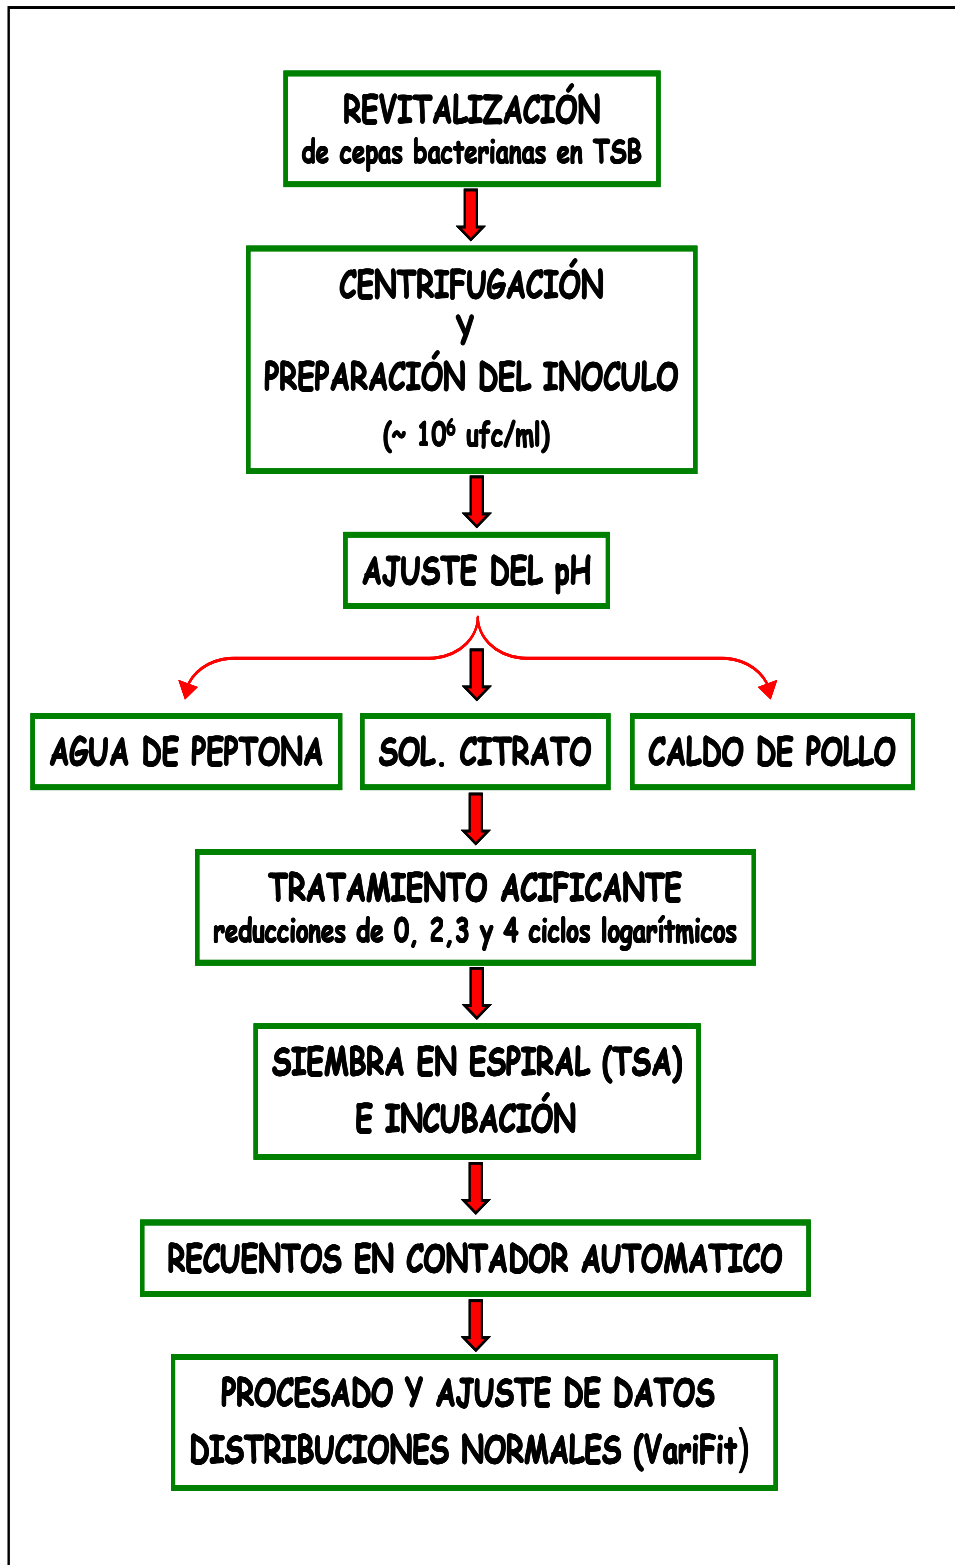 REVITALIZACIÓN
de cepas bacterianas en TSB
CENTRIFUGACIÓN
Y
PREPARACIÓN DEL INOCULO
(~ 10⁶ ufc/ml)
AJUSTE DEL pH
AGUA DE PEPTONA
SOL. CITRATO
CALDO DE POLLO
TRATAMIENTO ACIFICANTE
reducciones de 0, 2,3 y 4 ciclos logarítmicos
SIEMBRA EN ESPIRAL (TSA)
E INCUBACIÓN
RECUENTOS EN CONTADOR AUTOMATICO
PROCESADO Y AJUSTE DE DATOS
DISTRIBUCIONES NORMALES (VariFit)